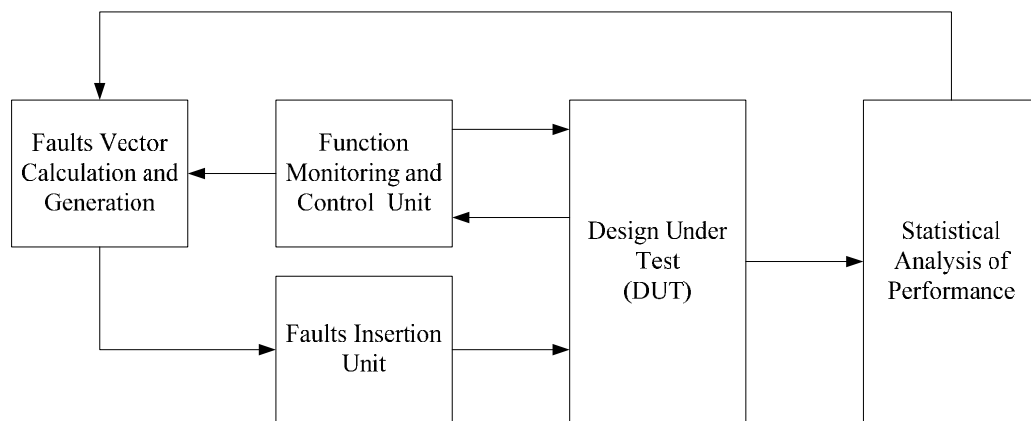 Faults Vector
Calculation and
Generation
Function
Monitoring and
Control Unit
Faults Insertion
Unit
Design Under
Test
(DUT)
Statistical
Analysis of
Performance